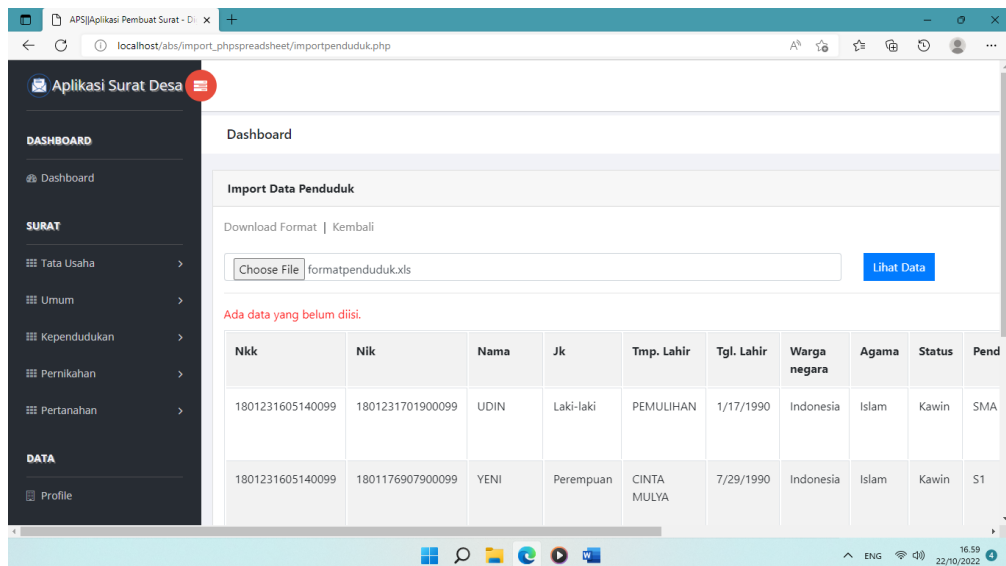 APS||Aplikasi Pembuat Surat - Di
localhost/abs/import_phpspreadsheet/importpenduduk.php
Aplikasi Surat Desa
DASHBOARD
Dashboard
SURAT
Tata Usaha
Umum
Kependudukan
Pernikahan
Pertanahan
DATA
Profile
Dashboard
Import Data Penduduk
Download Format | Kembali
Choose File formatpenduduk.xls
Lihat Data
Ada data yang belum diisi.
Nkk Nik Nama Jk Tmp. Lahir Tgl. Lahir Warga negara Agama Status Pend
1801231605140099 1801231701900099 UDIN Laki-laki PEMULIHAN 1/17/1990 Indonesia Islam Kawin SMA
1801231605140099 1801176907900099 YENI Perempuan CINTA MULYA 7/29/1990 Indonesia Islam Kawin S1
ENG 16.59
22/10/2022 4